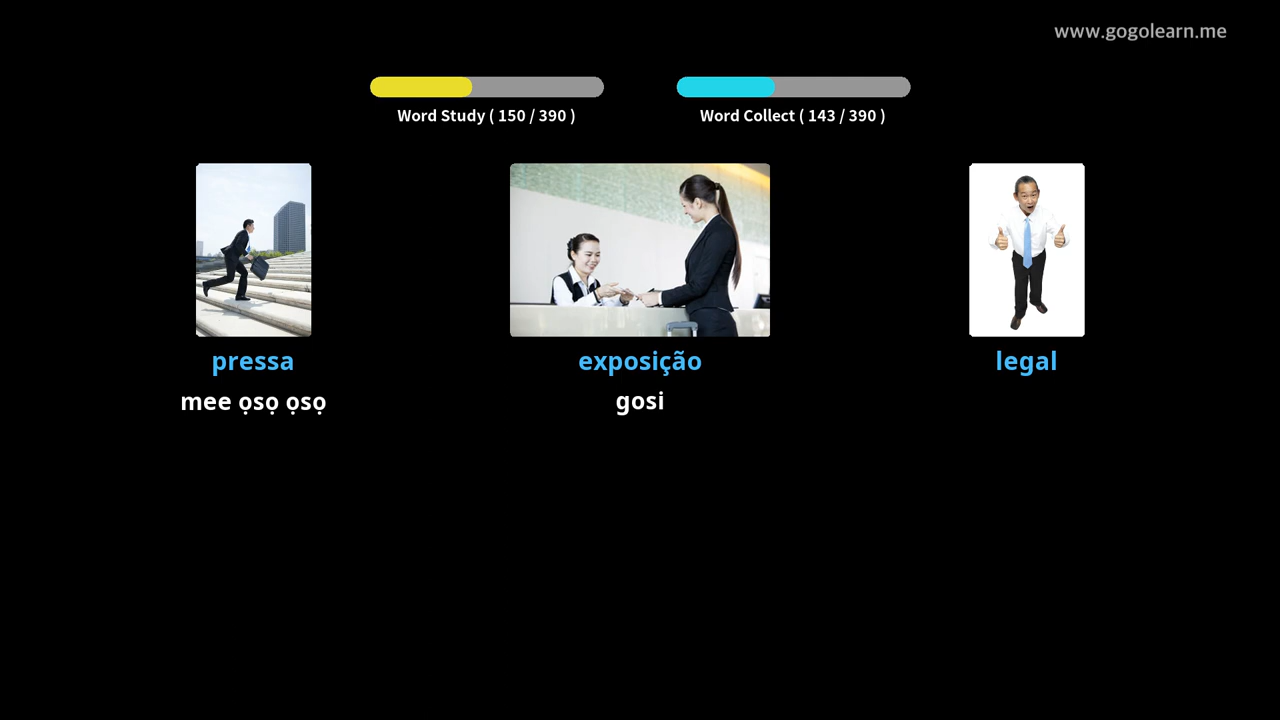 www.gogolearn.me
Word Study ( 150 / 390 )
Word Collect ( 143 / 390 )
pressa
exposição
legal
mee ọsọ ọsọ
gosi